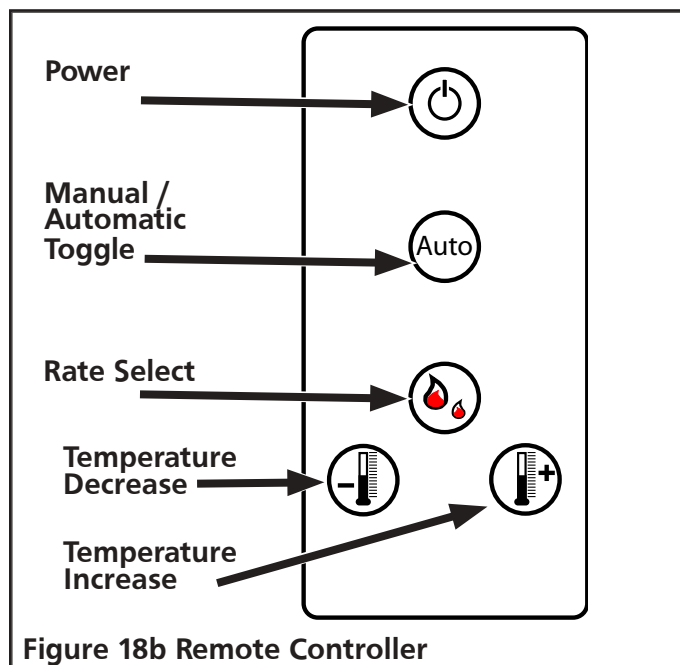 Power
Manual /
Automatic
Toggle
Auto
Rate Select
Temperature
Decrease
Temperature
Increase
Figure 18b Remote Controller